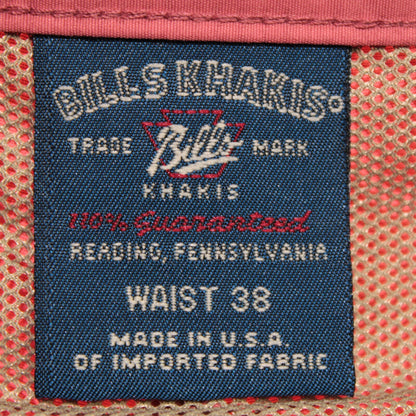 BILLS KHAKIS®
TRADE Bills MARK
KHAKIS
110% Guaranteed
READING, PENNSYLVANIA
WAIST 38
MADE IN U.S.A.
OF IMPORTED FABRIC